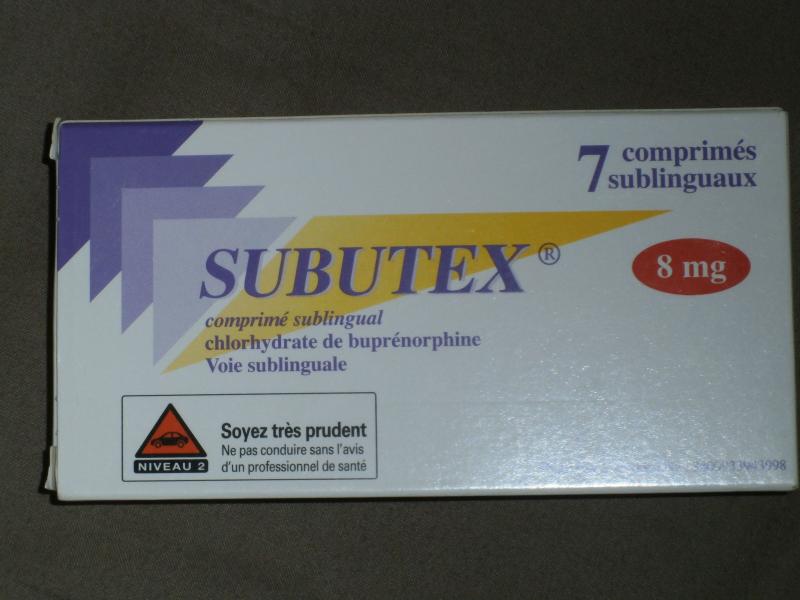 7 comprimés
sublinguaux
SUBUTEX ®
8 mg
comprimé sublingual
chlorhydrate de buprénorphine
Voie sublinguale
Soyez très prudent
Ne pas conduire sans l'avis
d'un professionnel de santé
NIVEAU 2